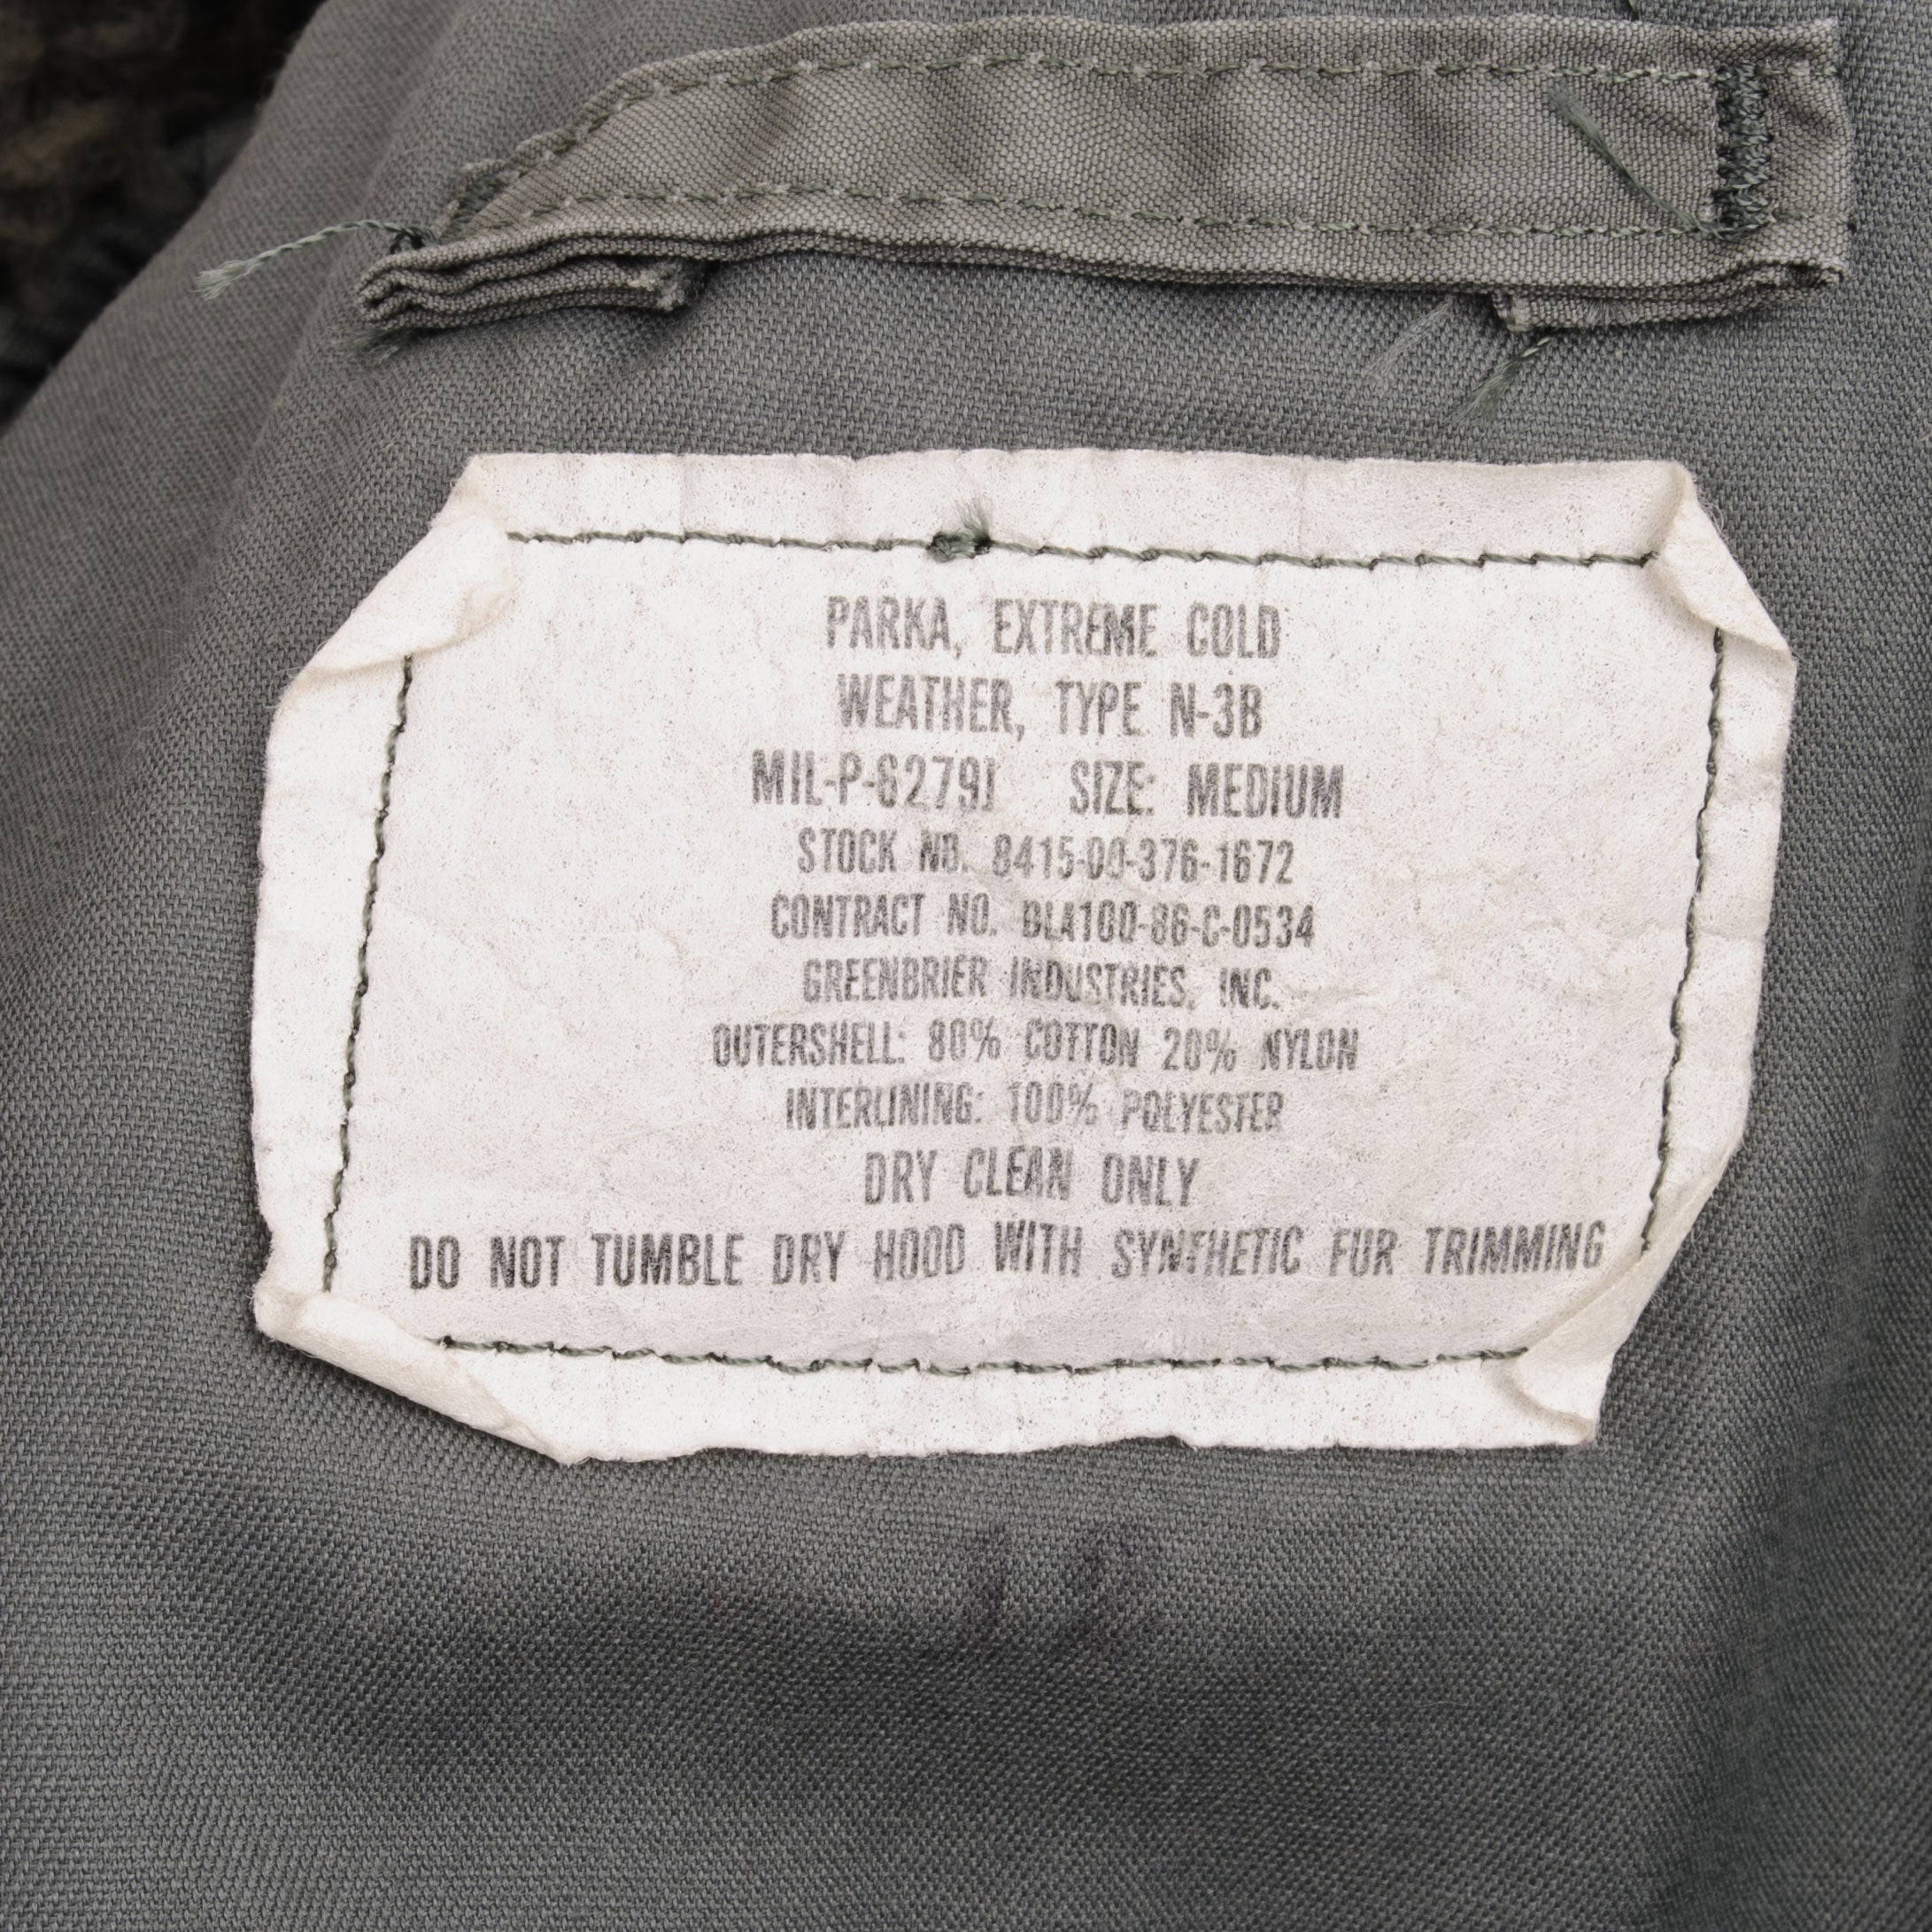 PARKA, EXTREME COLD
WEATHER, TYPE N-3B
MIL-P-6279J SIZE: MEDIUM
STOCK NO. 8415-00-376-1672
CONTRACT NO. DLA100-86-C-0534
GREENBRIER INDUSTRIES, INC.
OUTERSHELL: 80% COTTON 20% NYLON
INTERLINING: 100% POLYESTER
DRY CLEAN ONLY
DO NOT TUMBLE DRY HOOD WITH SYNTHETIC FUR TRIMMING